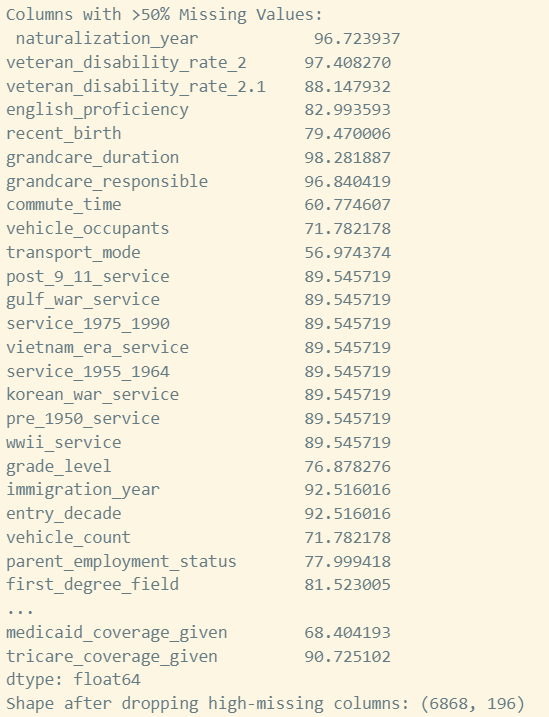 Columns with >50% Missing Values:
naturalization_year 96.723937
veteran_disability_rate_2 97.408270
veteran_disability_rate_2.1 88.147932
english_proficiency 82.993593
recent_birth 79.470006
grandcare_duration 98.281887
grandcare_responsible 96.840419
commute_time 60.774607
vehicle_occupants 71.782178
transport_mode 56.974374
post_9_11_service 89.545719
gulf_war_service 89.545719
service_1975_1990 89.545719
vietnam_era_service 89.545719
service_1955_1964 89.545719
korean_war_service 89.545719
pre_1950_service 89.545719
wwii_service 89.545719
grade_level 76.878276
immigration_year 92.516016
entry_decade 92.516016
vehicle_count 71.782178
parent_employment_status 77.999418
first_degree_field 81.523005
...
medicaid_coverage_given 68.404193
tricare_coverage_given 90.725102
dtype: float64
Shape after dropping high-missing columns: (6868, 196)